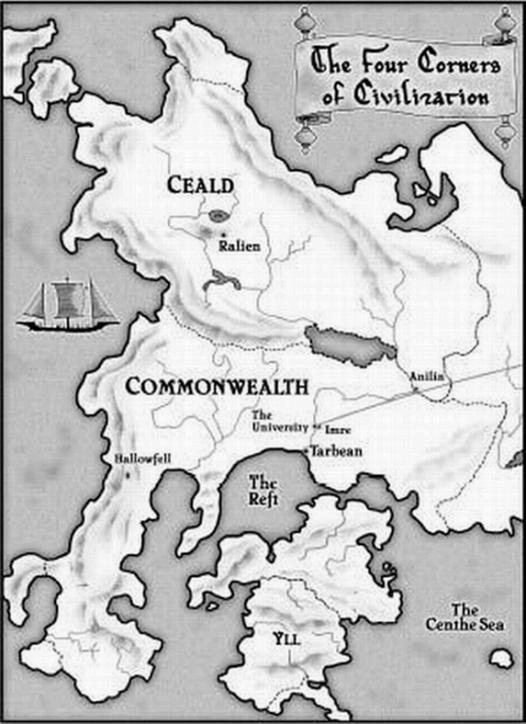 The Four Corners
of Civilization
CEALD
Ralien
COMMONWEALTH
Anilin
The
University
Imre
Tarbean
Hallowfell
The
Reft
The
Centhe Sea
YLL